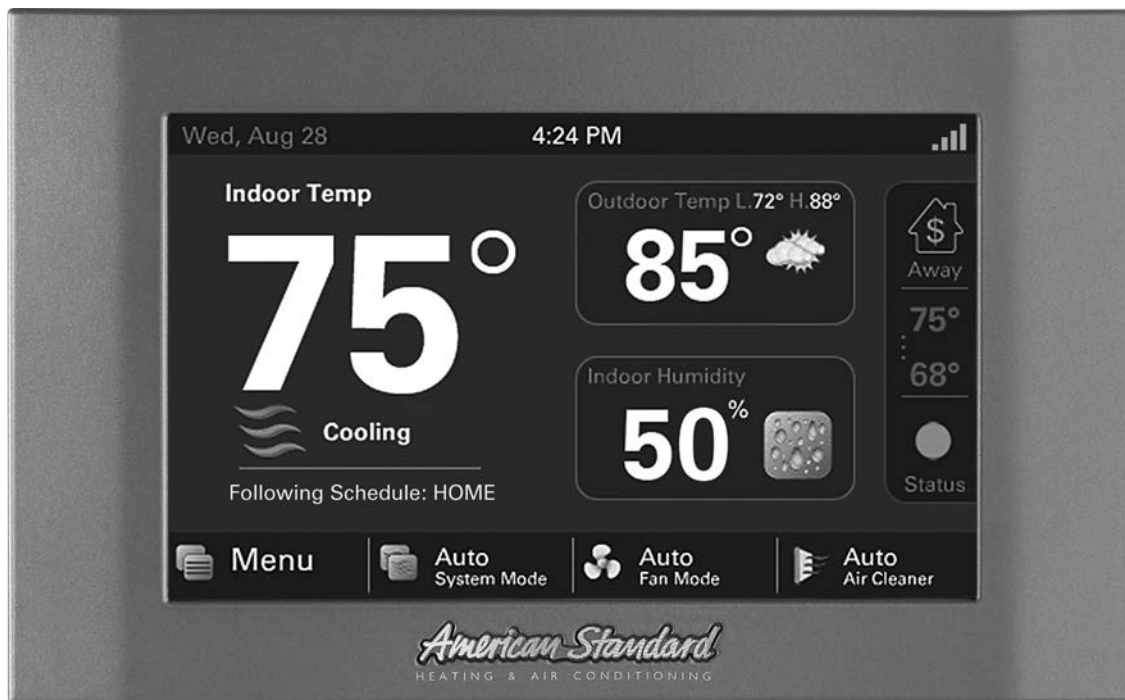 Wed, Aug 28
4:24 PM
Indoor Temp
75°
Cooling
Following Schedule: HOME
Outdoor Temp L.72° H.88°
85°
Indoor Humidity
50%
$
Away
75°
68°
Status
Menu
Auto
System Mode
Auto
Fan Mode
Auto
Air Cleaner
American Standard
HEATING & AIR CONDITIONING